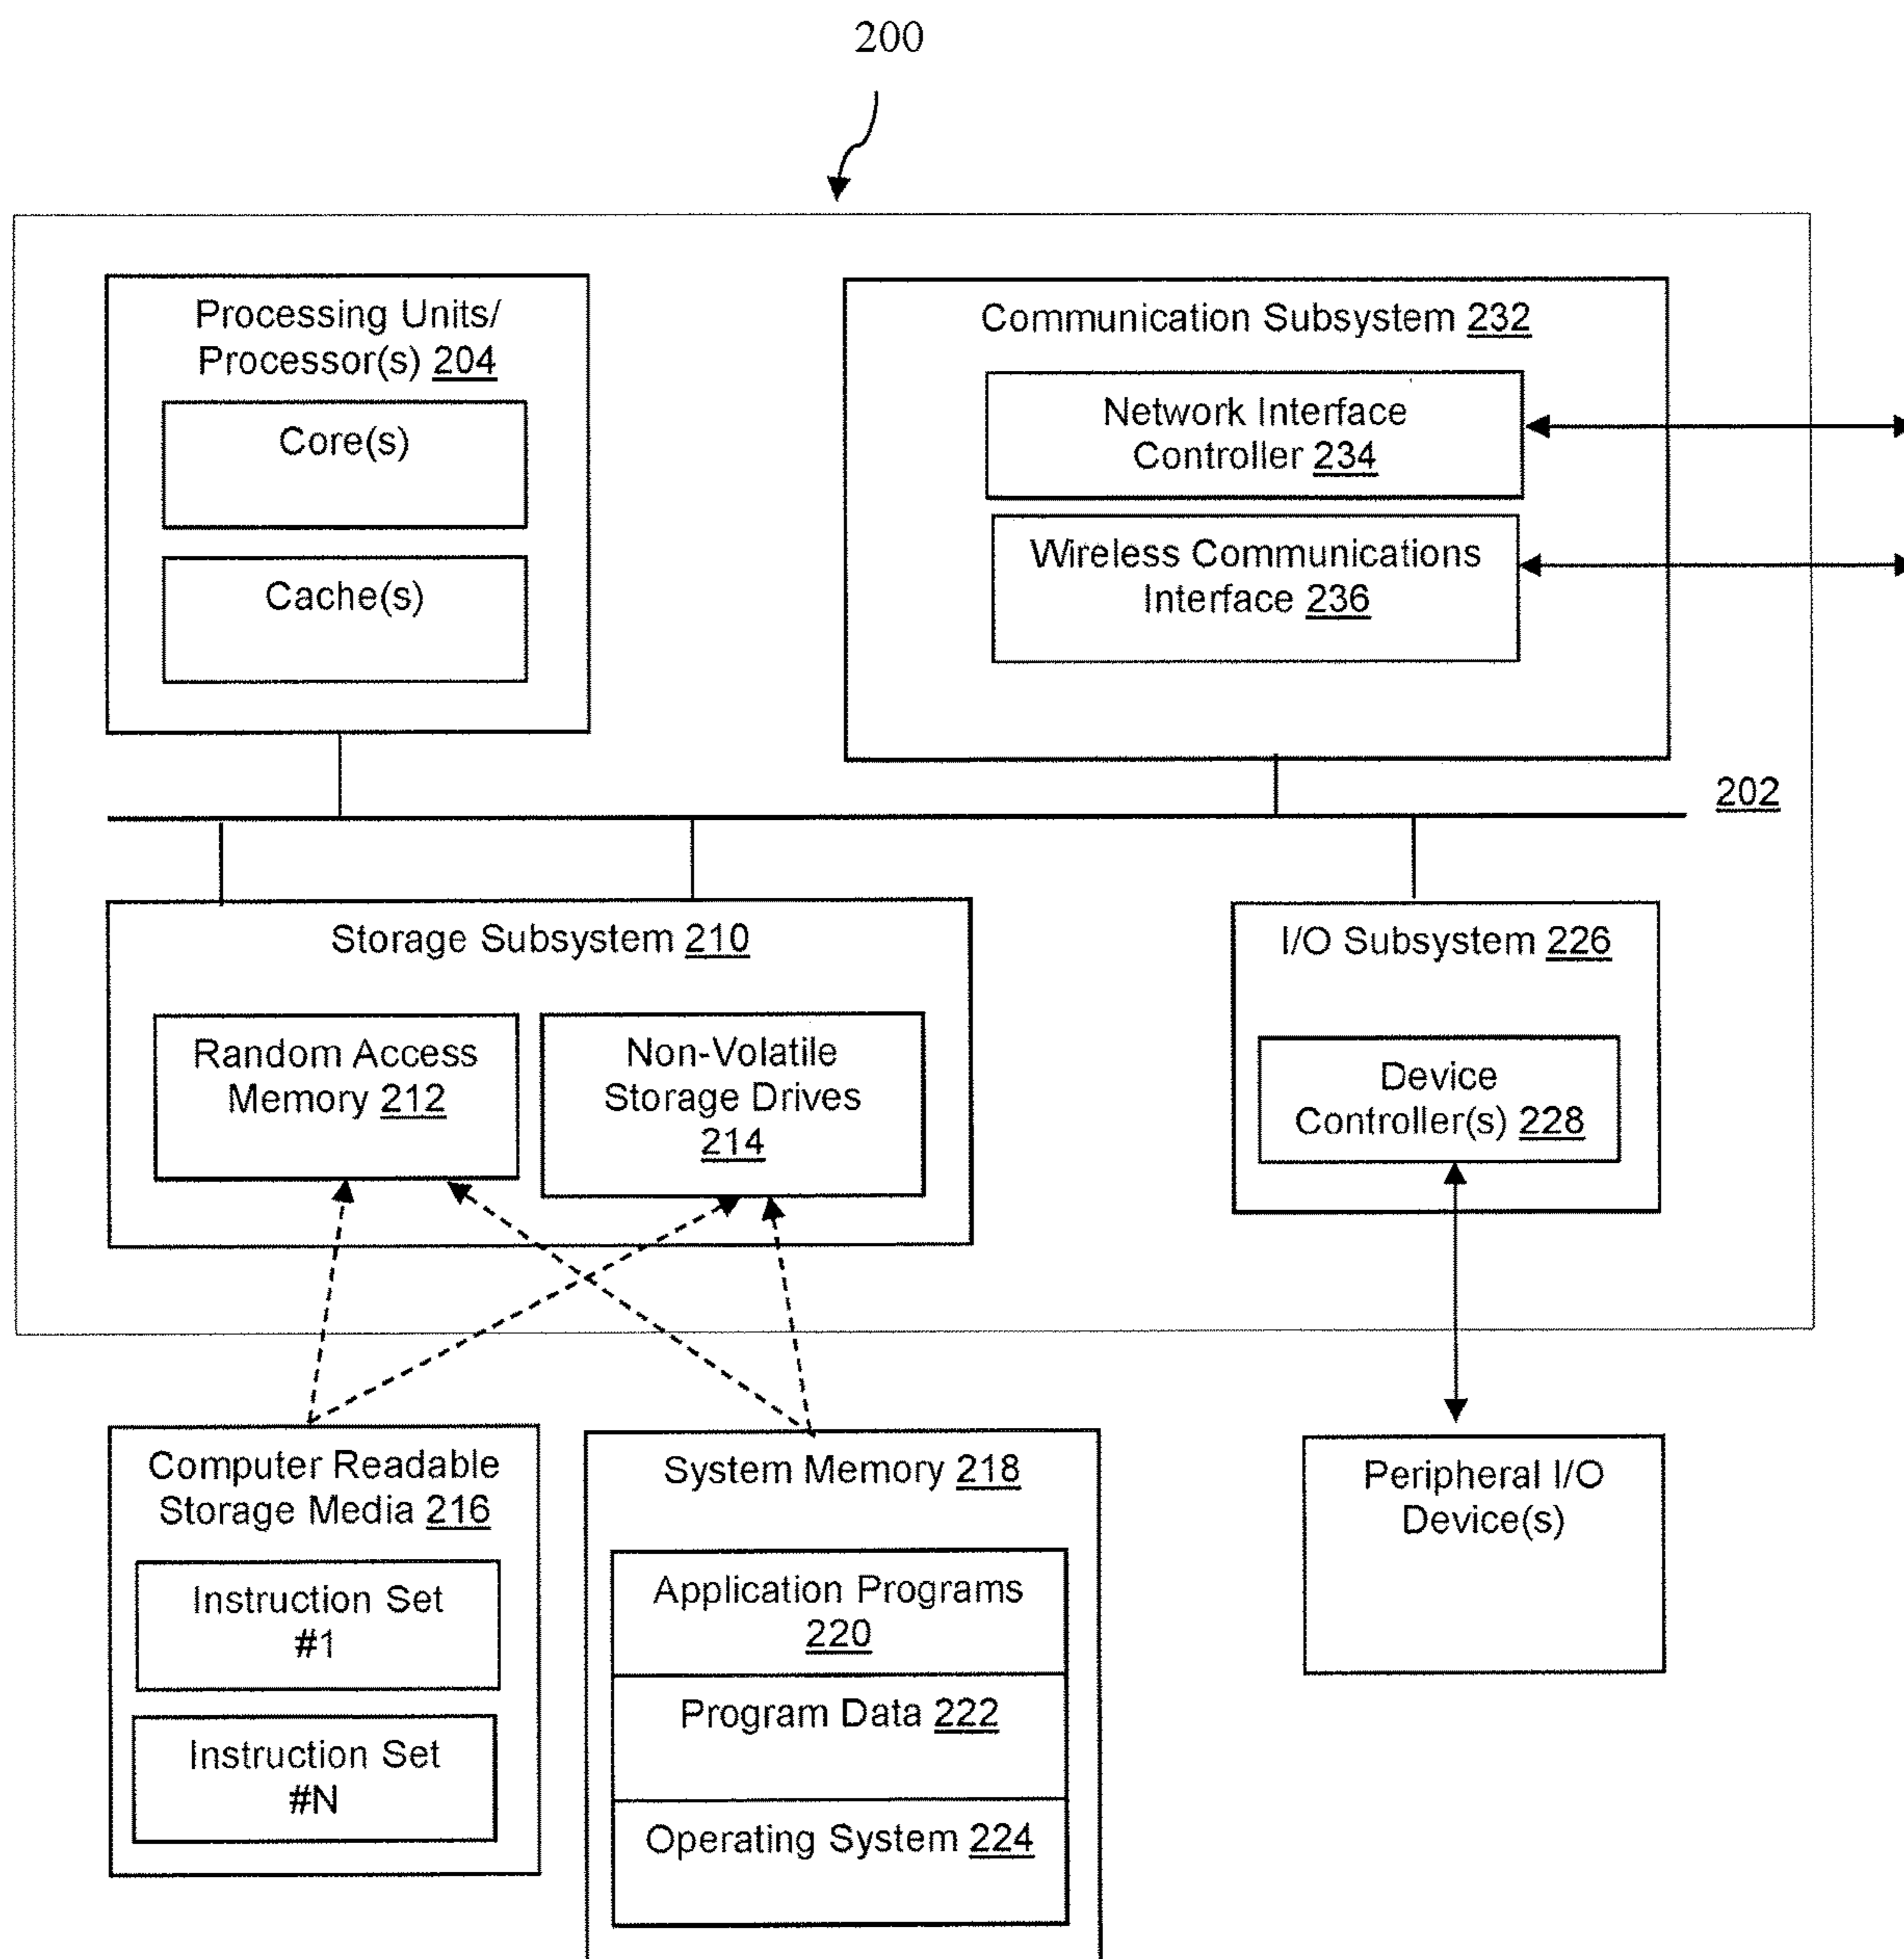 200
Processing Units/
Processor(s) 204
Core(s)
Cache(s)
Communication Subsystem 232
Network Interface
Controller 234
Wireless Communications
Interface 236
202
Storage Subsystem 210
Random Access
Memory 212
Non-Volatile
Storage Drives
214
I/O Subsystem 226
Device
Controller(s) 228
Computer Readable
Storage Media 216
Instruction Set
#1
Instruction Set
#N
System Memory 218
Application Programs
220
Program Data 222
Operating System 224
Peripheral I/O
Device(s)